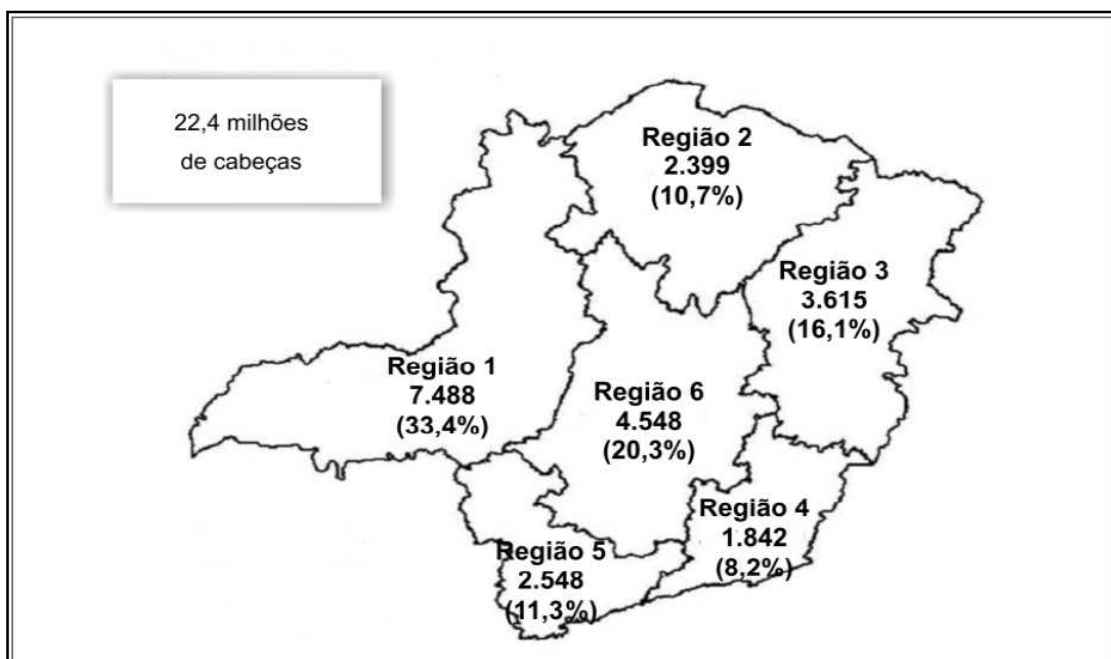 22,4 milhões
de cabeças
Região 2
2.399
(10,7%)
Região 3
3.615
(16,1%)
Região 1
7.488
(33,4%)
Região 6
4.548
(20,3%)
Região 4
1.842
(8,2%)
Região 5
2.548
(11,3%)